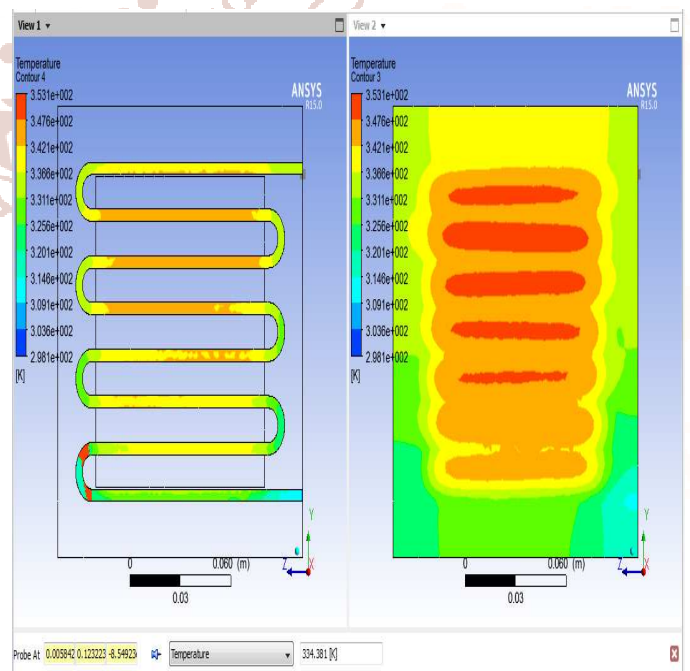 View 1
Temperature
Contour 4
3.531e+002
3.476e+002
3.421e+002
3.366e+002
3.311e+002
3.256e+002
3.201e+002
3.146e+002
3.091e+002
3.036e+002
2.981e+002
[K]
ANSYS
R15.0
0 0.060 (m)
0.03
Y
Z X
View 2
Temperature
Contour 3
3.531e+002
3.476e+002
3.421e+002
3.366e+002
3.311e+002
3.256e+002
3.201e+002
3.146e+002
3.091e+002
3.036e+002
2.981e+002
[K]
ANSYS
R15.0
0 0.060 (m)
0.03
Y
Z X
Probe At 0.005842 0.123223 -8.5492 Temperature 334.381 [K]